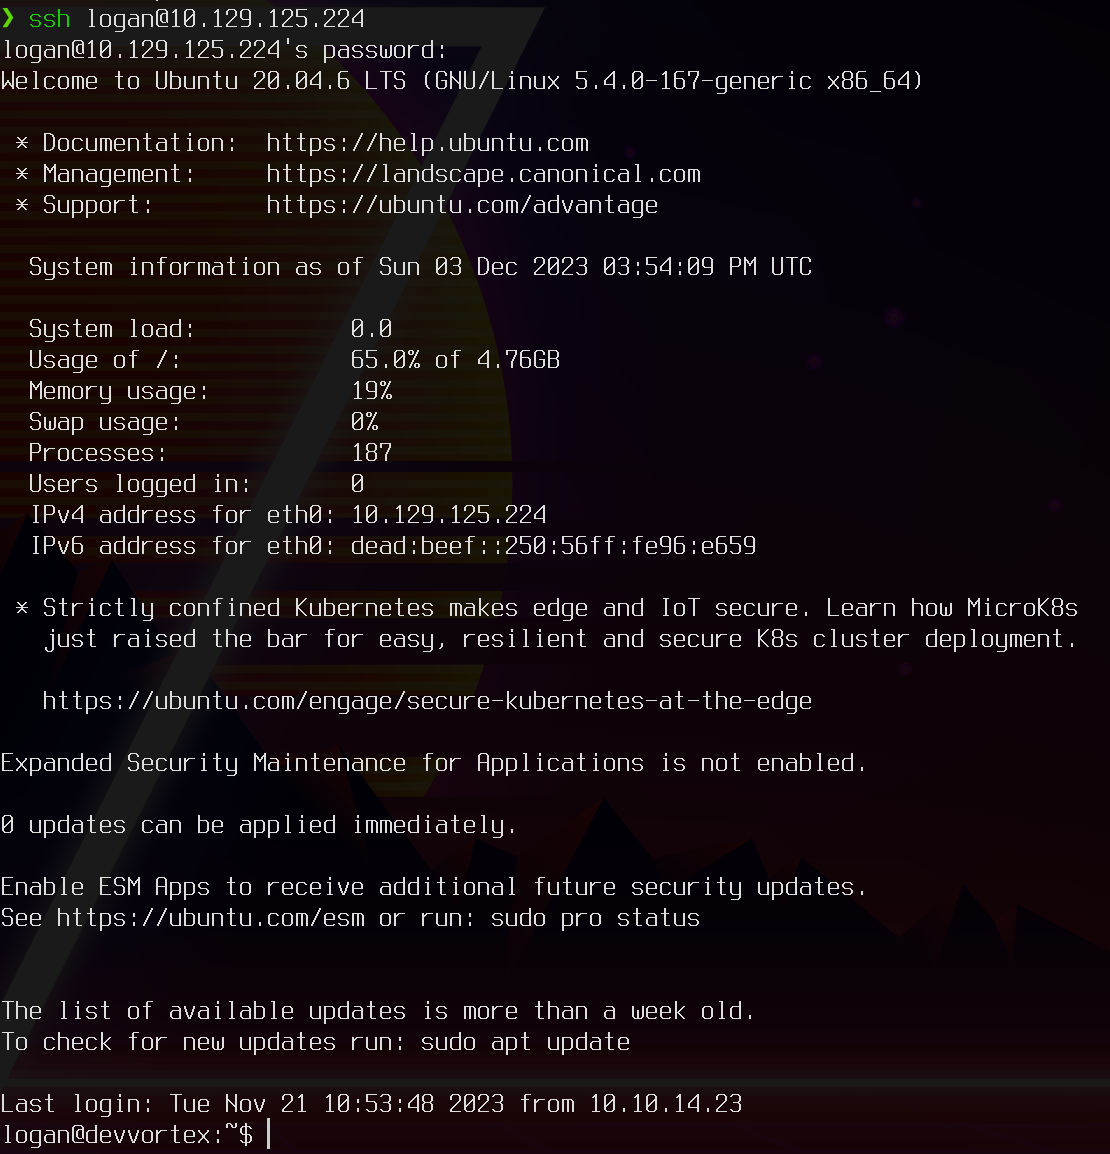 ❯ ssh logan@10.129.125.224
logan@10.129.125.224's password:
Welcome to Ubuntu 20.04.6 LTS (GNU/Linux 5.4.0-167-generic x86_64)
* Documentation:  https://help.ubuntu.com
* Management:     https://landscape.canonical.com
* Support:        https://ubuntu.com/advantage
System information as of Sun 03 Dec 2023 03:54:09 PM UTC
System load:           0.0
Usage of /:            65.0% of 4.76GB
Memory usage:          19%
Swap usage:            0%
Processes:             187
Users logged in:       0
IPv4 address for eth0: 10.129.125.224
IPv6 address for eth0: dead:beef::250:56ff:fe96:e659
* Strictly confined Kubernetes makes edge and IoT secure. Learn how MicroK8s
just raised the bar for easy, resilient and secure K8s cluster deployment.
https://ubuntu.com/engage/secure-kubernetes-at-the-edge
Expanded Security Maintenance for Applications is not enabled.
0 updates can be applied immediately.
Enable ESM Apps to receive additional future security updates.
See https://ubuntu.com/esm or run: sudo pro status
The list of available updates is more than a week old.
To check for new updates run: sudo apt update
Last login: Tue Nov 21 10:53:48 2023 from 10.10.14.23
logan@devvortex:~$